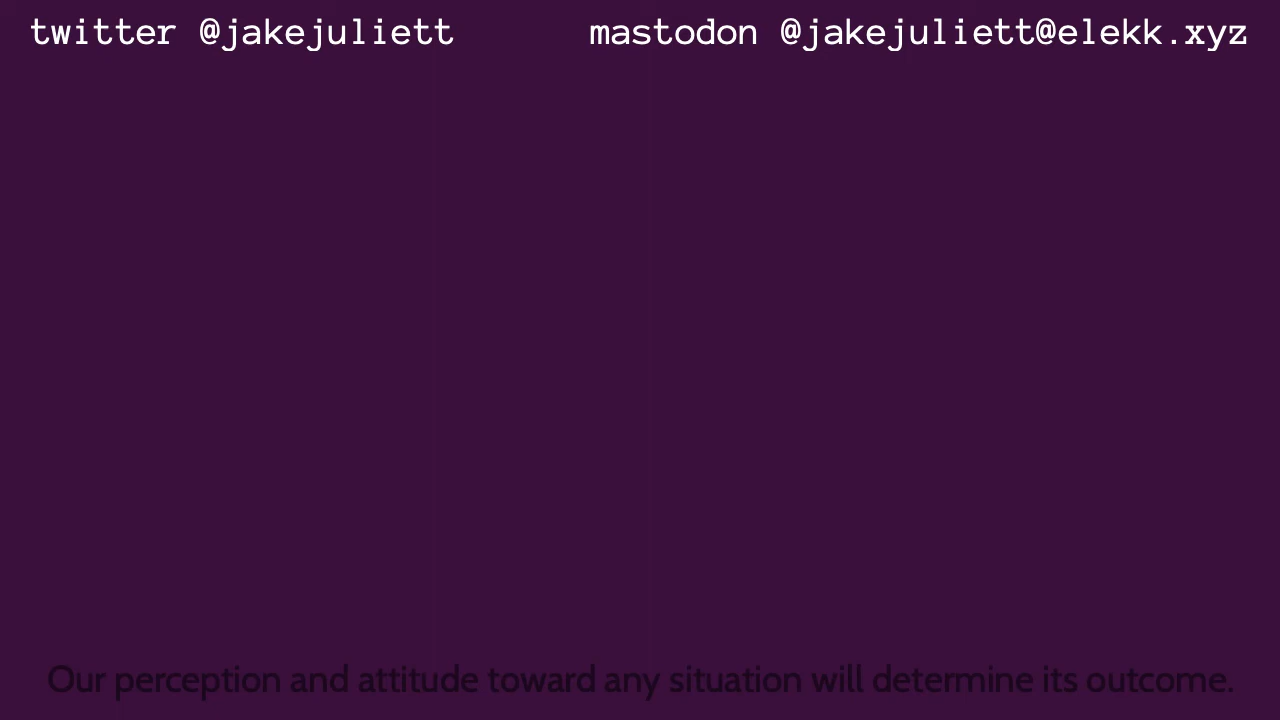 twitter @jakejuliett mastodon @jakejuliett@elekk.xyz
Our perception and attitude toward any situation will determine its outcome.